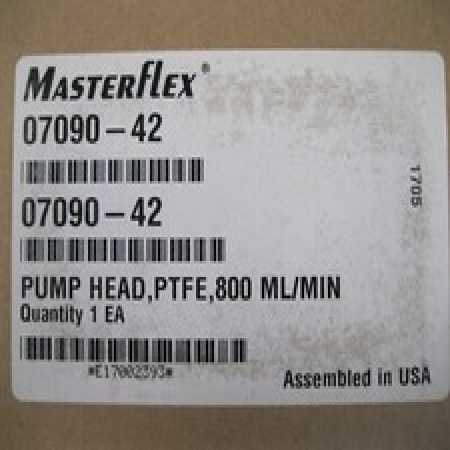 MASTERFLEX®
07090-42
07090-42
PUMP HEAD,PTFE,800 ML/MIN
Quantity 1 EA
*E17002393*
Assembled in USA
1705